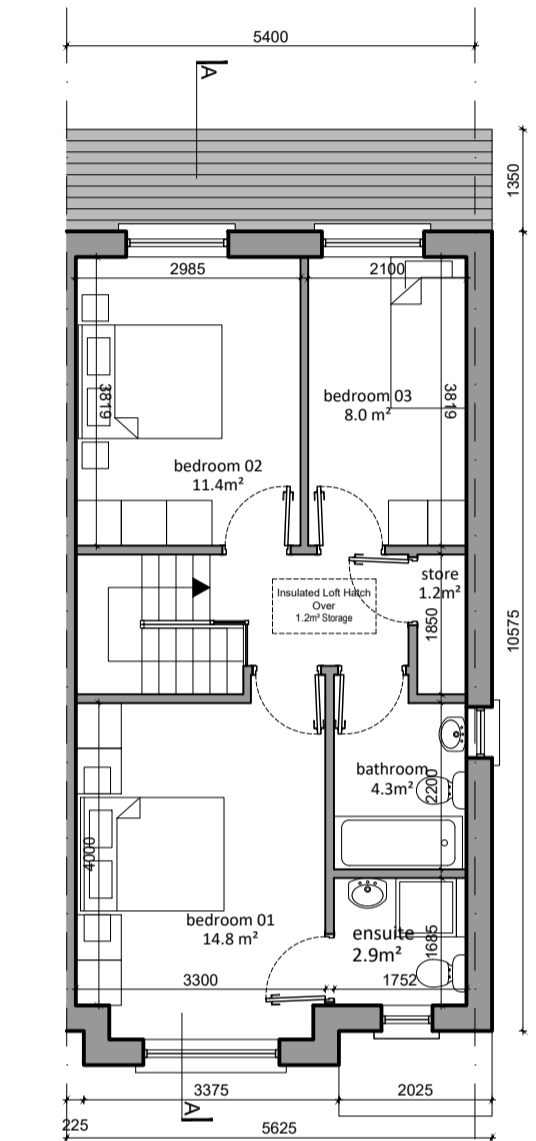 5400
A
1350
2985
2100
3819
bedroom 03
8.0 m²
3819
bedroom 02
11.4m²
Insulated Loft Hatch
Over
1.2m² Storage
store
1.2m²
1850
10575
bathroom
4.3m²
2200
4000
bedroom 01
14.8 m²
ensuite
2.9m²
1685
3300
1752
3375
2025
A
225
5625